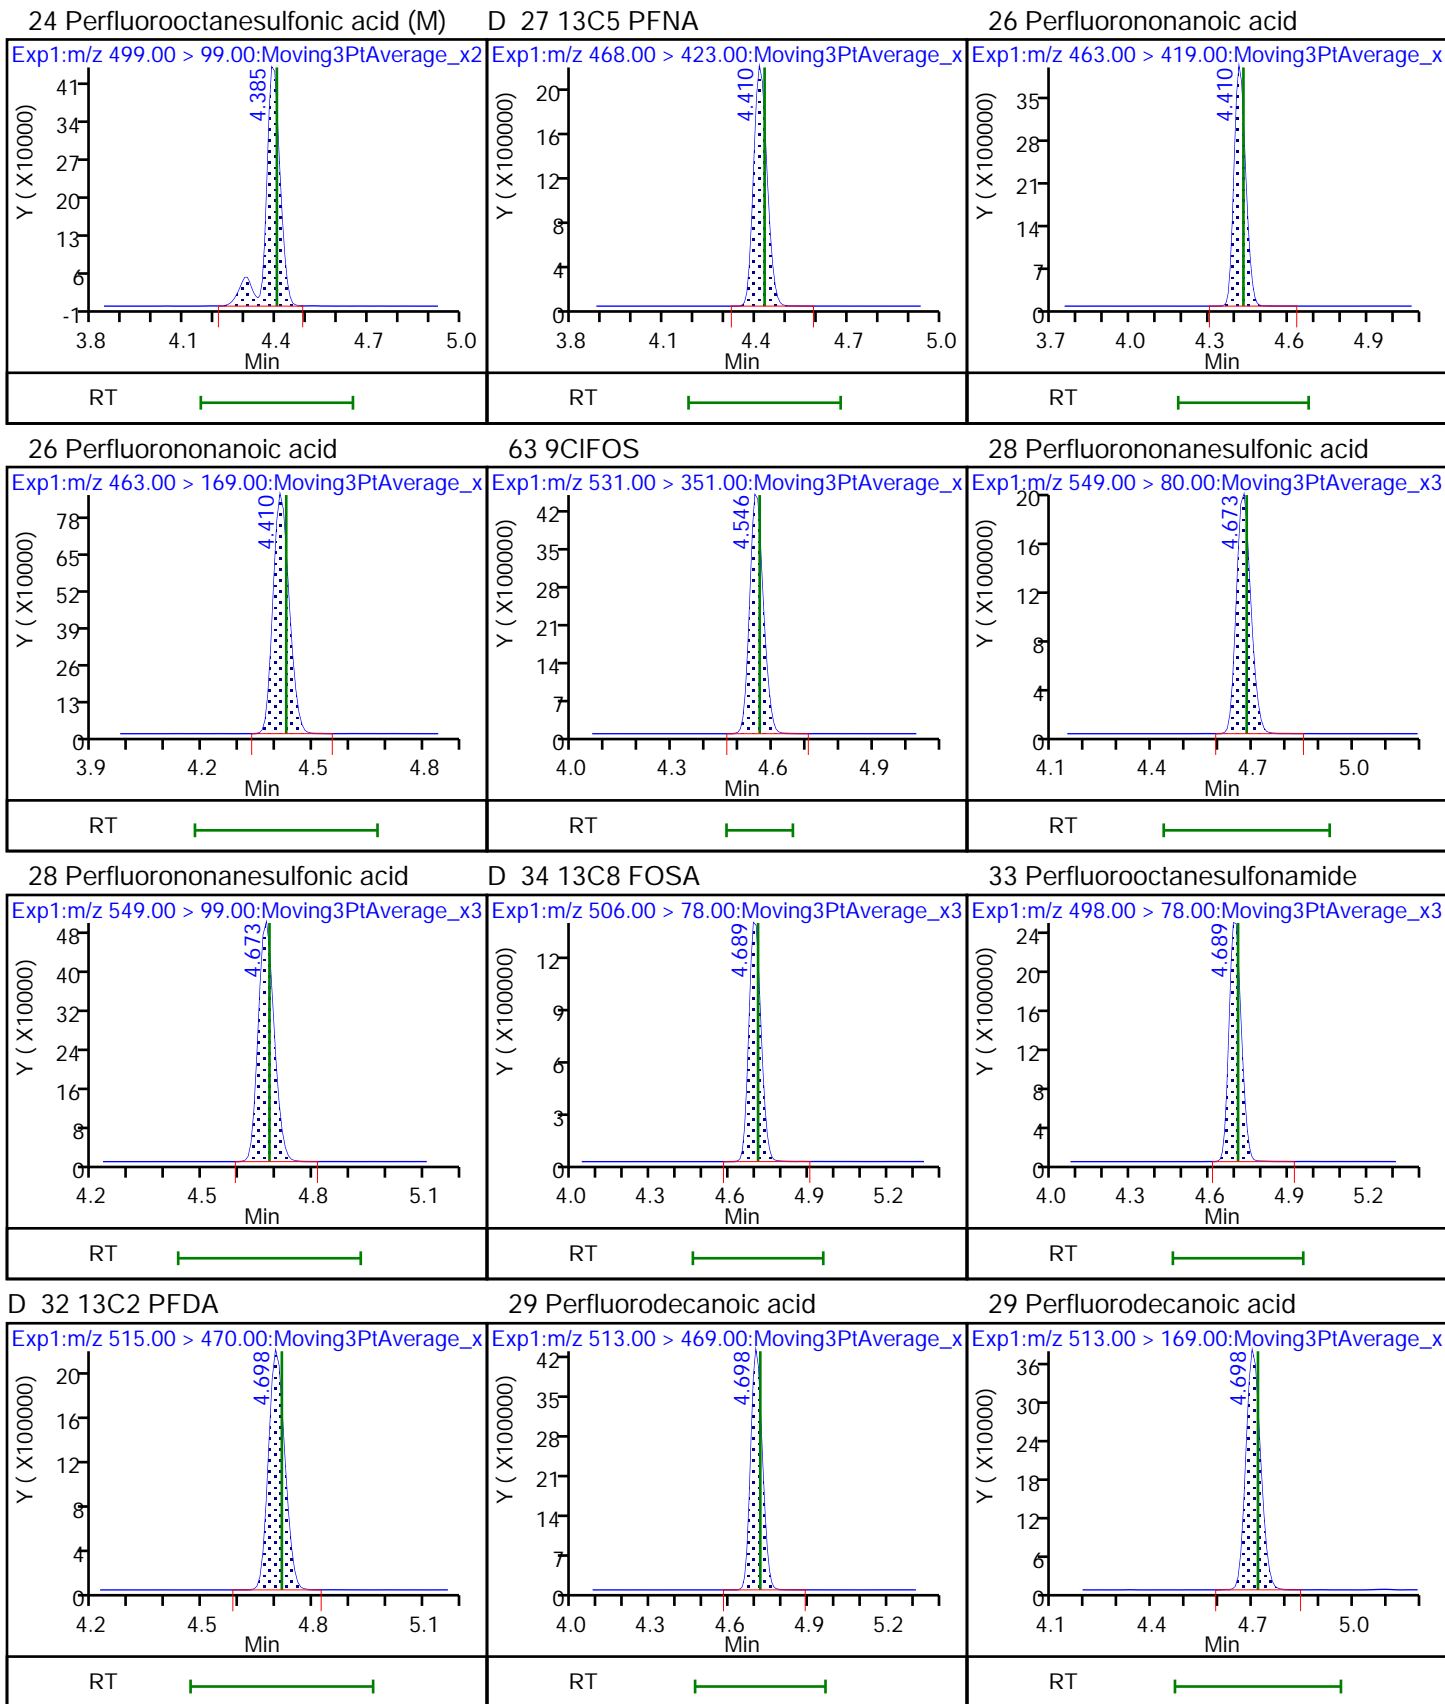 24 Perfluorooctanesulfonic acid (M)
Exp1:m/z 499.00 > 99.00:Moving3PtAverage_x2
Y ( X100000)
41
34
27
20
13
6
-1
4.385
3.8 4.1 4.4 4.7 5.0
Min
RT
D 27 13C5 PFNA
Exp1:m/z 468.00 > 423.00:Moving3PtAverage_x
Y ( X100000)
20
16
12
8
4
0
4.410
3.8 4.1 4.4 4.7 5.0
Min
RT
26 Perfluorononanoic acid
Exp1:m/z 463.00 > 419.00:Moving3PtAverage_x
Y ( X100000)
35
28
21
14
7
0
4.410
3.7 4.0 4.3 4.6 4.9
Min
RT
26 Perfluorononanoic acid
Exp1:m/z 463.00 > 169.00:Moving3PtAverage_x
Y ( X10000)
78
65
52
39
26
13
0
4.410
3.9 4.2 4.5 4.8
Min
RT
63 9ClFOS
Exp1:m/z 531.00 > 351.00:Moving3PtAverage_x
Y ( X100000)
42
35
28
21
14
7
0
4.546
4.0 4.3 4.6 4.9
Min
RT
28 Perfluorononanesulfonic acid
Exp1:m/z 549.00 > 80.00:Moving3PtAverage_x3
Y ( X100000)
20
16
12
8
4
0
4.673
4.1 4.4 4.7 5.0
Min
RT
28 Perfluorononanesulfonic acid
Exp1:m/z 549.00 > 99.00:Moving3PtAverage_x3
Y ( X10000)
48
40
32
24
16
8
0
4.673
4.2 4.5 4.8 5.1
Min
RT
D 34 13C8 FOSA
Exp1:m/z 506.00 > 78.00:Moving3PtAverage_x3
Y ( X100000)
12
9
6
3
0
4.689
4.0 4.3 4.6 4.9 5.2
Min
RT
33 Perfluorooctanesulfonamide
Exp1:m/z 498.00 > 78.00:Moving3PtAverage_x3
Y ( X100000)
24
20
16
12
8
4
0
4.689
4.0 4.3 4.6 4.9 5.2
Min
RT
D 32 13C2 PFDA
Exp1:m/z 515.00 > 470.00:Moving3PtAverage_x
Y ( X100000)
20
16
12
8
4
0
4.698
4.2 4.5 4.8 5.1
Min
RT
29 Perfluorodecanoic acid
Exp1:m/z 513.00 > 469.00:Moving3PtAverage_x
Y ( X100000)
42
35
28
21
14
7
0
4.698
4.0 4.3 4.6 4.9 5.2
Min
RT
29 Perfluorodecanoic acid
Exp1:m/z 513.00 > 169.00:Moving3PtAverage_x
Y ( X10000)
36
30
24
18
12
6
0
4.698
4.1 4.4 4.7 5.0
Min
RT